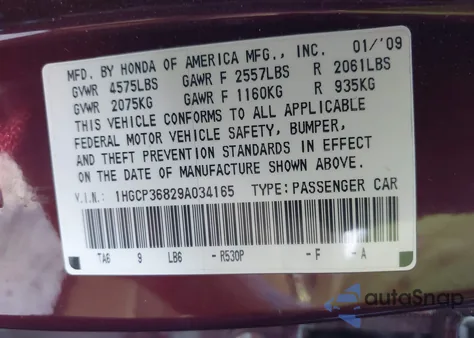 MFD. BY HONDA OF AMERICA MFG., INC. 01/'09
GVWR 4575LBS GAWR F 2557LBS R 2061LBS
GVWR 2075KG GAWR F 1160KG R 935KG
THIS VEHICLE CONFORMS TO ALL APPLICABLE
FEDERAL MOTOR VEHICLE SAFETY, BUMPER,
AND THEFT PREVENTION STANDARDS IN EFFECT
ON THE DATE OF MANUFACTURE SHOWN ABOVE.
V.I.N.: 1HGCP36829A034165 TYPE:PASSENGER CAR
TA6 9 LB6 -R530P -F -A
autoSnap